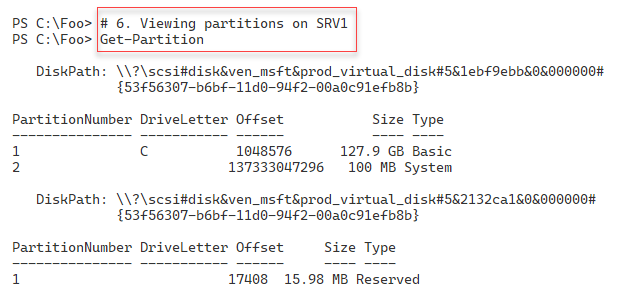 PS C:\Foo> # 6. Viewing partitions on SRV1
PS C:\Foo> Get-Partition
DiskPath: \\?\scsi#disk&ven_msft&prod_virtual_disk#5&1ebf9ebb&0&000000#
{53f56307-b6bf-11d0-94f2-00a0c91efb8b}
PartitionNumber DriveLetter Offset Size Type
--------------- ----------- ------ ---- ----
1 C 1048576 127.9 GB Basic
2 137333047296 100 MB System
DiskPath: \\?\scsi#disk&ven_msft&prod_virtual_disk#5&2132ca1&0&000000#
{53f56307-b6bf-11d0-94f2-00a0c91efb8b}
PartitionNumber DriveLetter Offset Size Type
--------------- ----------- ------ ---- ----
1 17408 15.98 MB Reserved